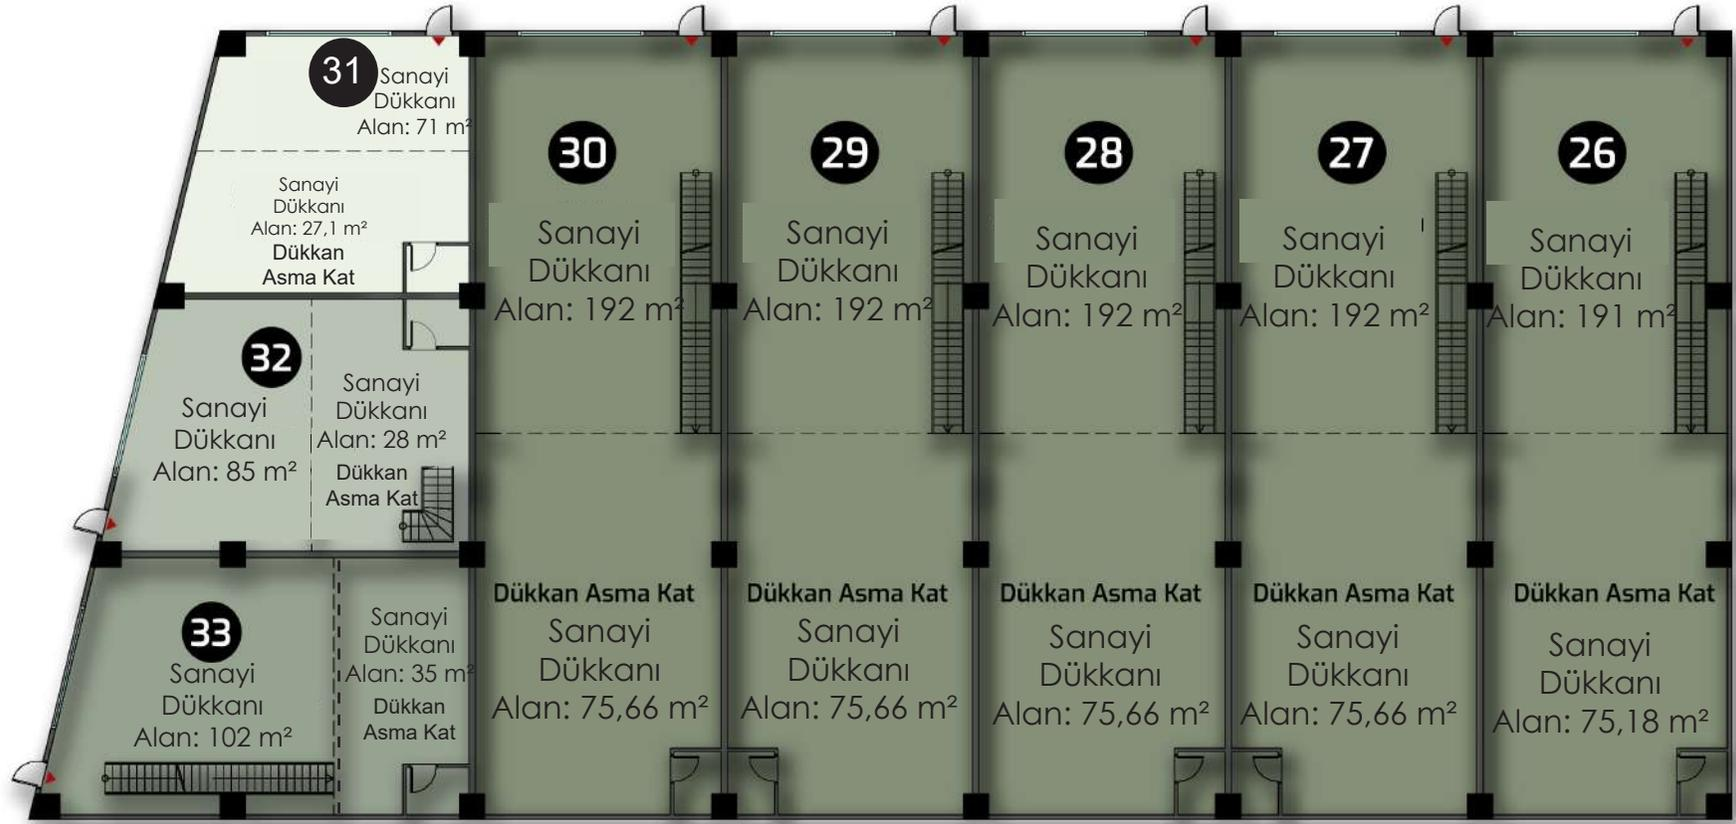 31
Sanayi
Dükkanı
Alan: 71 m²
Sanayi
Dükkanı
Alan: 27,1 m²
Dükkan
Asma Kat
32
Sanayi
Dükkanı
Alan: 85 m²
Sanayi
Dükkanı
Alan: 28 m²
Dükkan
Asma Kat
33
Sanayi
Dükkanı
Alan: 102 m²
Sanayi
Dükkanı
Alan: 35 m²
Dükkan
Asma Kat
30
Sanayi
Dükkanı
Alan: 192 m²
Dükkan Asma Kat
Sanayi
Dükkanı
Alan: 75,66 m²
29
Sanayi
Dükkanı
Alan: 192 m²
Dükkan Asma Kat
Sanayi
Dükkanı
Alan: 75,66 m²
28
Sanayi
Dükkanı
Alan: 192 m²
Dükkan Asma Kat
Sanayi
Dükkanı
Alan: 75,66 m²
27
Sanayi
Dükkanı
Alan: 192 m²
Dükkan Asma Kat
Sanayi
Dükkanı
Alan: 75,66 m²
26
Sanayi
Dükkanı
Alan: 191 m²
Dükkan Asma Kat
Sanayi
Dükkanı
Alan: 75,18 m²